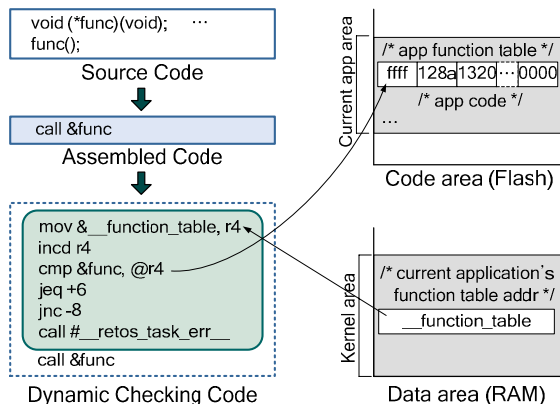 void (*func)(void); ...
func();
Source Code
call &func
Assembled Code
mov &__function_table, r4
incd r4
cmp &func, @r4
jeq +6
jnc -8
call #__retos_task_err__
call &func
Dynamic Checking Code
Current app area
/* app function table */
ffff 128a 1320 ... 0000
/* app code */
...
Code area (Flash)
Kernel area
/* current application's
function table addr */
__function_table
Data area (RAM)